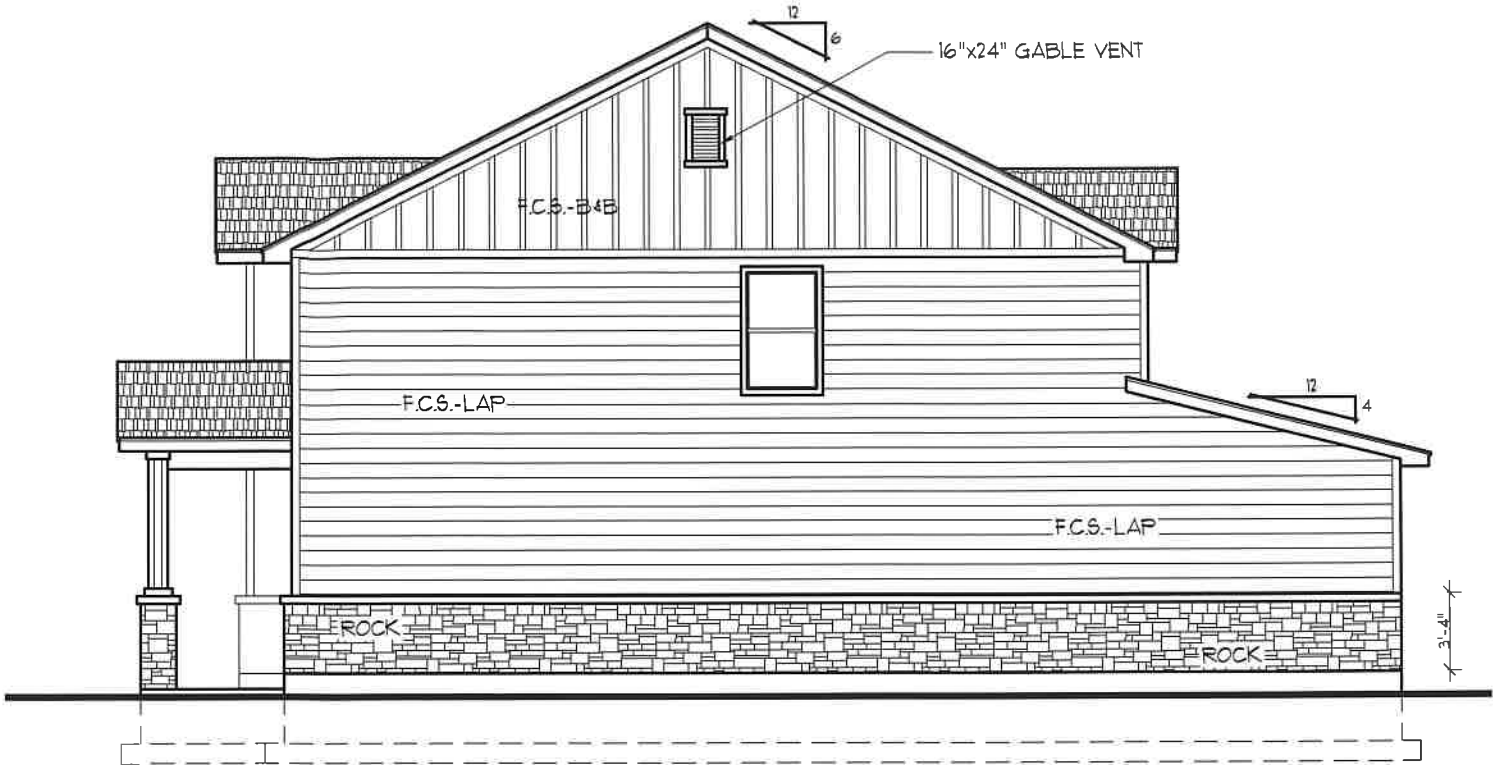 12
6
16"x24" GABLE VENT
F.C.S.-B&B
12
4
F.C.S.-LAP
F.C.S.-LAP
3'-4"
ROCK
ROCK